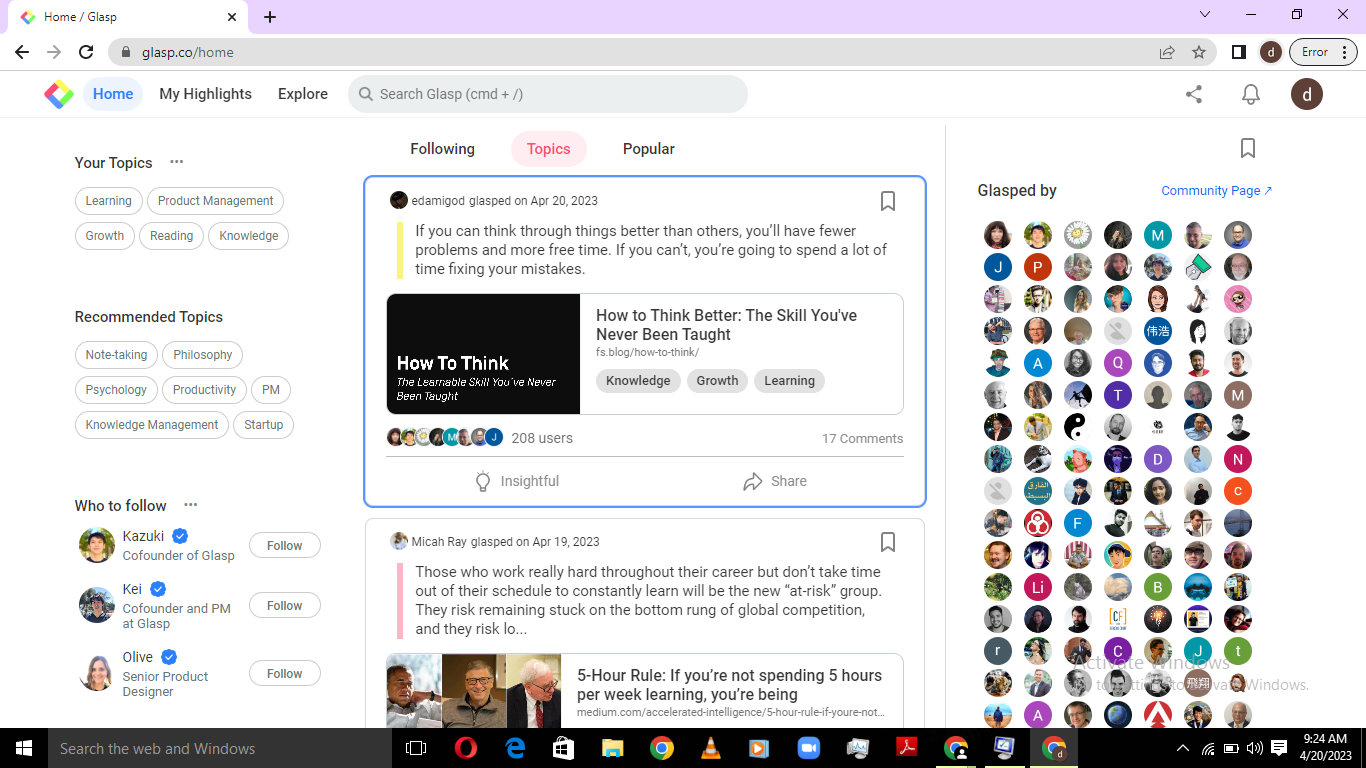 Home / Glasp
glasp.co/home
Error
d
Home
My Highlights
Explore
Search Glasp (cmd + /)
d
Your Topics
Learning
Product Management
Growth
Reading
Knowledge
Recommended Topics
Note-taking
Philosophy
Psychology
Productivity
PM
Knowledge Management
Startup
Who to follow
Kazuki
Cofounder of Glasp
Follow
Kei
Cofounder and PM
at Glasp
Follow
Olive
Senior Product
Designer
Follow
Following
Topics
Popular
edamigod glasped on Apr 20, 2023
If you can think through things better than others, you’ll have fewer
problems and more free time. If you can’t, you’re going to spend a lot of
time fixing your mistakes.
How To Think
The Learnable Skill You've Never
Been Taught
How to Think Better: The Skill You've
Never Been Taught
fs.blog/how-to-think/
Knowledge
Growth
Learning
M
J
208 users
17 Comments
Insightful
Share
Micah Ray glasped on Apr 19, 2023
Those who work really hard throughout their career but don’t take time
out of their schedule to constantly learn will be the new “at-risk” group.
They risk remaining stuck on the bottom rung of global competition,
and they risk lo...
5-Hour Rule: If you’re not spending 5 hours
per week learning, you’re being
medium.com/accelerated-intelligence/5-hour-rule-if-youre-not...
Glasped by
Community Page ↗
M
J
P
伟浩
A
Q
T
M
D
N
الفارق
البسيط
c
F
Li
B
CF
r
C
J
t
飛翔
A
Activate Windows
Go to Settings to activate Windows.
Search the web and Windows
d
9:24 AM
4/20/2023